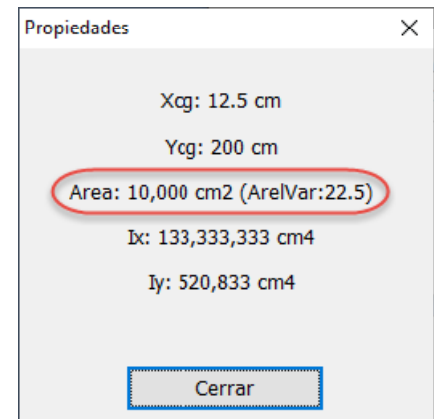 Propiedades
Xcg: 12.5 cm
Ycg: 200 cm
Area: 10,000 cm2 (ArelVar:22.5)
Ix: 133,333,333 cm4
Iy: 520,833 cm4
Cerrar